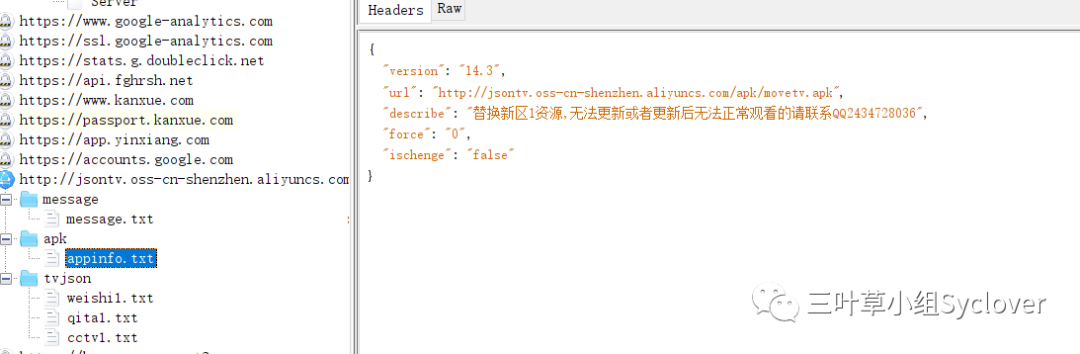 Server
https://www.google-analytics.com
https://ssl.google-analytics.com
https://stats.g.doubleclick.net
https://api.fghrsh.net
https://www.kanxue.com
https://passport.kanxue.com
https://app.yinxiang.com
https://accounts.google.com
http://jsontv.oss-cn-shenzhen.aliyuncs.com
message
message.txt
apk
appinfo.txt
tvjson
weishi1.txt
qita1.txt
cctv1.txt
Headers Raw
{
"version": "14.3",
"url": "http://jsontv.oss-cn-shenzhen.aliyuncs.com/apk/movetv.apk",
"describe": "替换新区1资源,无法更新或者更新后无法正常观看的请联系QQ2434728036",
"force": "0",
"ischenge": "false"
}
三叶草小组Syclover